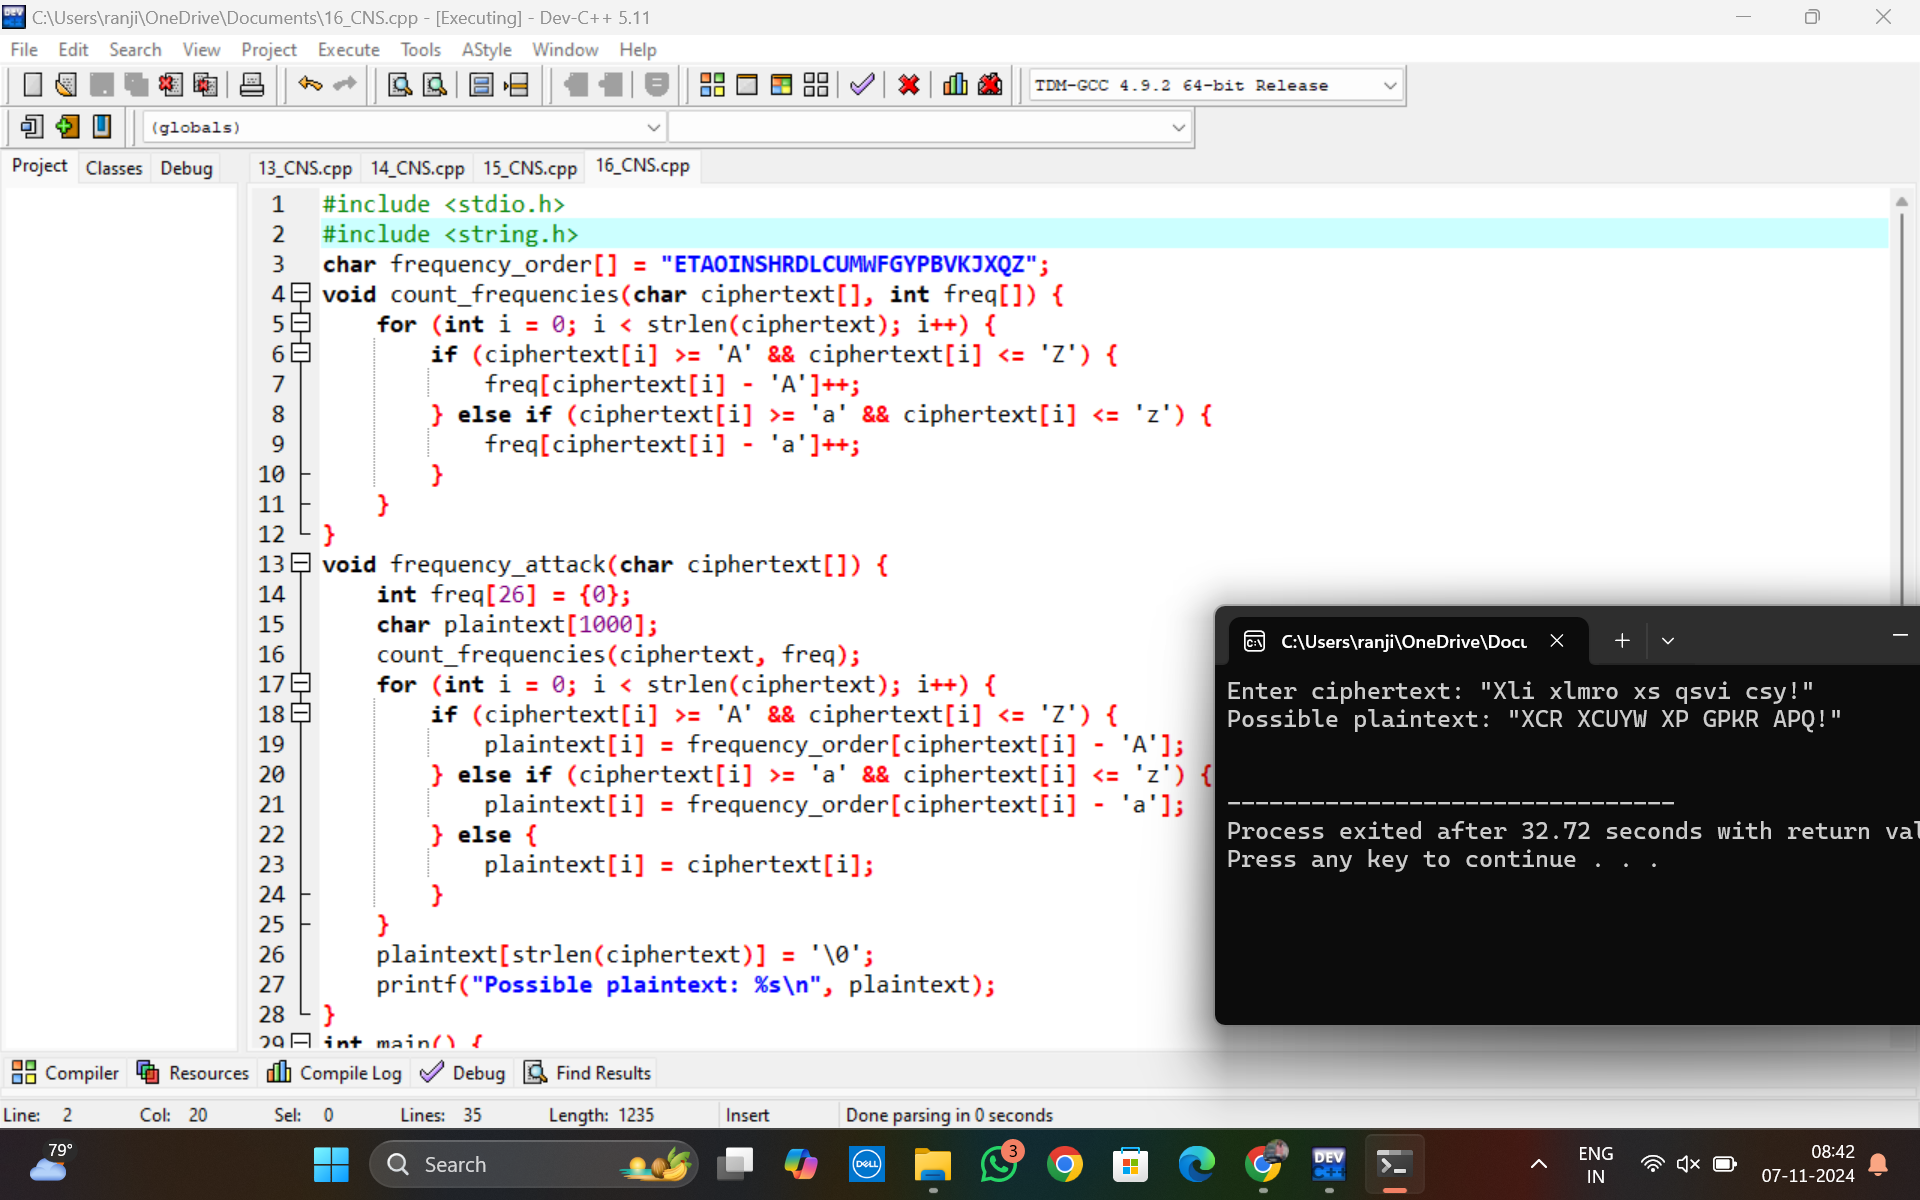 C:\Users\ranji\OneDrive\Documents\16_CNS.cpp - [Executing] - Dev-C++ 5.11
File Edit Search View Project Execute Tools AStyle Window Help
TDM-GCC 4.9.2 64-bit Release
(globals)
Project Classes Debug 13_CNS.cpp 14_CNS.cpp 15_CNS.cpp 16_CNS.cpp
1 #include <stdio.h>
2 #include <string.h>
3 char frequency_order[] = "ETAOINSHRDLCUMWFGYPBVKJXQZ";
4 void count_frequencies(char ciphertext[], int freq[]) {
5 for (int i = 0; i < strlen(ciphertext); i++) {
6 if (ciphertext[i] >= 'A' && ciphertext[i] <= 'Z') {
7 freq[ciphertext[i] - 'A']++;
8 } else if (ciphertext[i] >= 'a' && ciphertext[i] <= 'z') {
9 freq[ciphertext[i] - 'a']++;
10 }
11 }
12 }
13 void frequency_attack(char ciphertext[]) {
14 int freq[26] = {0};
15 char plaintext[1000];
16 count_frequencies(ciphertext, freq);
17 for (int i = 0; i < strlen(ciphertext); i++) {
18 if (ciphertext[i] >= 'A' && ciphertext[i] <= 'Z') {
19 plaintext[i] = frequency_order[ciphertext[i] - 'A'];
20 } else if (ciphertext[i] >= 'a' && ciphertext[i] <= 'z') {
21 plaintext[i] = frequency_order[ciphertext[i] - 'a'];
22 } else {
23 plaintext[i] = ciphertext[i];
24 }
25 }
26 plaintext[strlen(ciphertext)] = '\0';
27 printf("Possible plaintext: %s\n", plaintext);
28 }
29 int main() {
C:\Users\ranji\OneDrive\Docu
Enter ciphertext: "Xli xlmro xs qsvi csy!"
Possible plaintext: "XCR XCUYW XP GPKR APQ!"
--------------------------------
Process exited after 32.72 seconds with return val
Press any key to continue . . .
Compiler Resources Compile Log Debug Find Results
Line: 2 Col: 20 Sel: 0 Lines: 35 Length: 1235 Insert Done parsing in 0 seconds
79°
Search
DELL
3
DEV C++
ENG
IN
08:42
07-11-2024